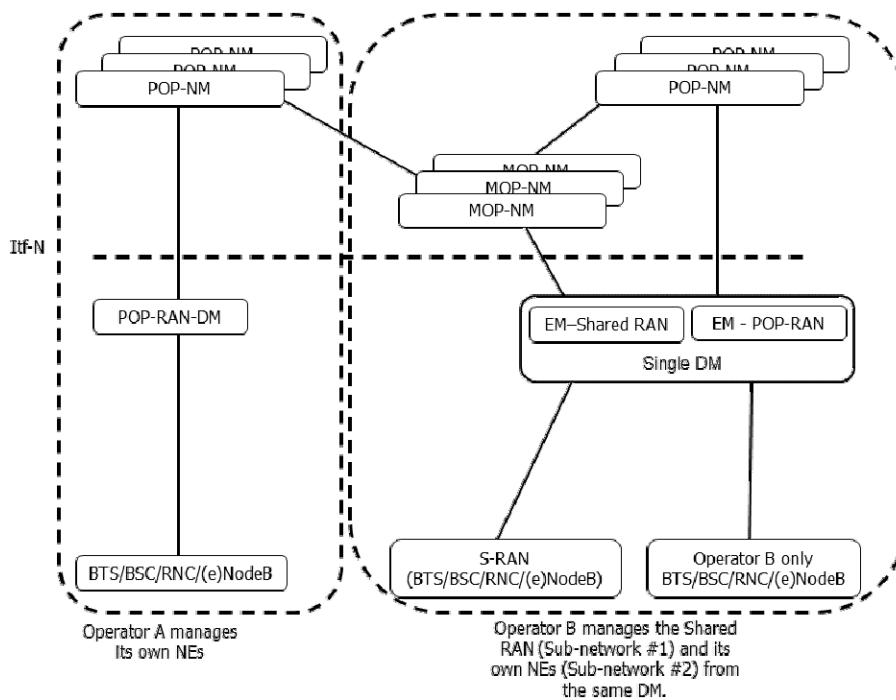 POP-NM
POP-NM
POP-NM
POP-NM
POP-NM
POP-NM
MOP-NM
MOP-NM
MOP-NM
Itf-N
POP-RAN-DM
EM–Shared RAN
EM - POP-RAN
Single DM
BTS/BSC/RNC/(e)NodeB
S-RAN
(BTS/BSC/RNC/(e)NodeB)
Operator B only
BTS/BSC/RNC/(e)NodeB
Operator A manages
its own NEs
Operator B manages the Shared
RAN (Sub-network #1) and its
own NEs (Sub-network #2) from
the same DM.